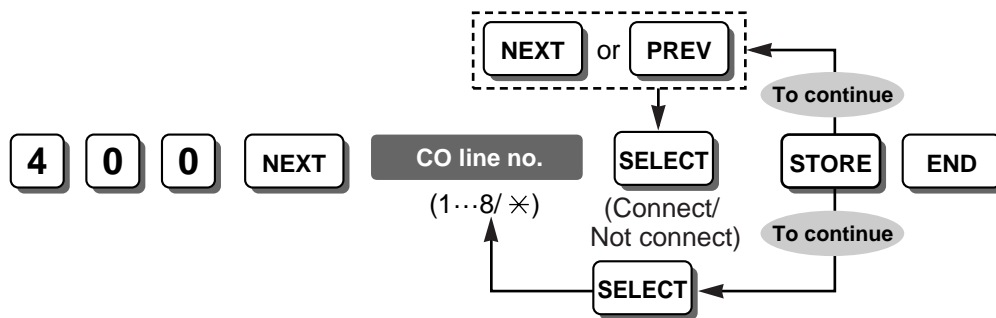 NEXT or PREV
To continue
4 0 0 NEXT CO line no. SELECT STORE END
(1···8/ ✳)
(Connect/
Not connect)
To continue
SELECT